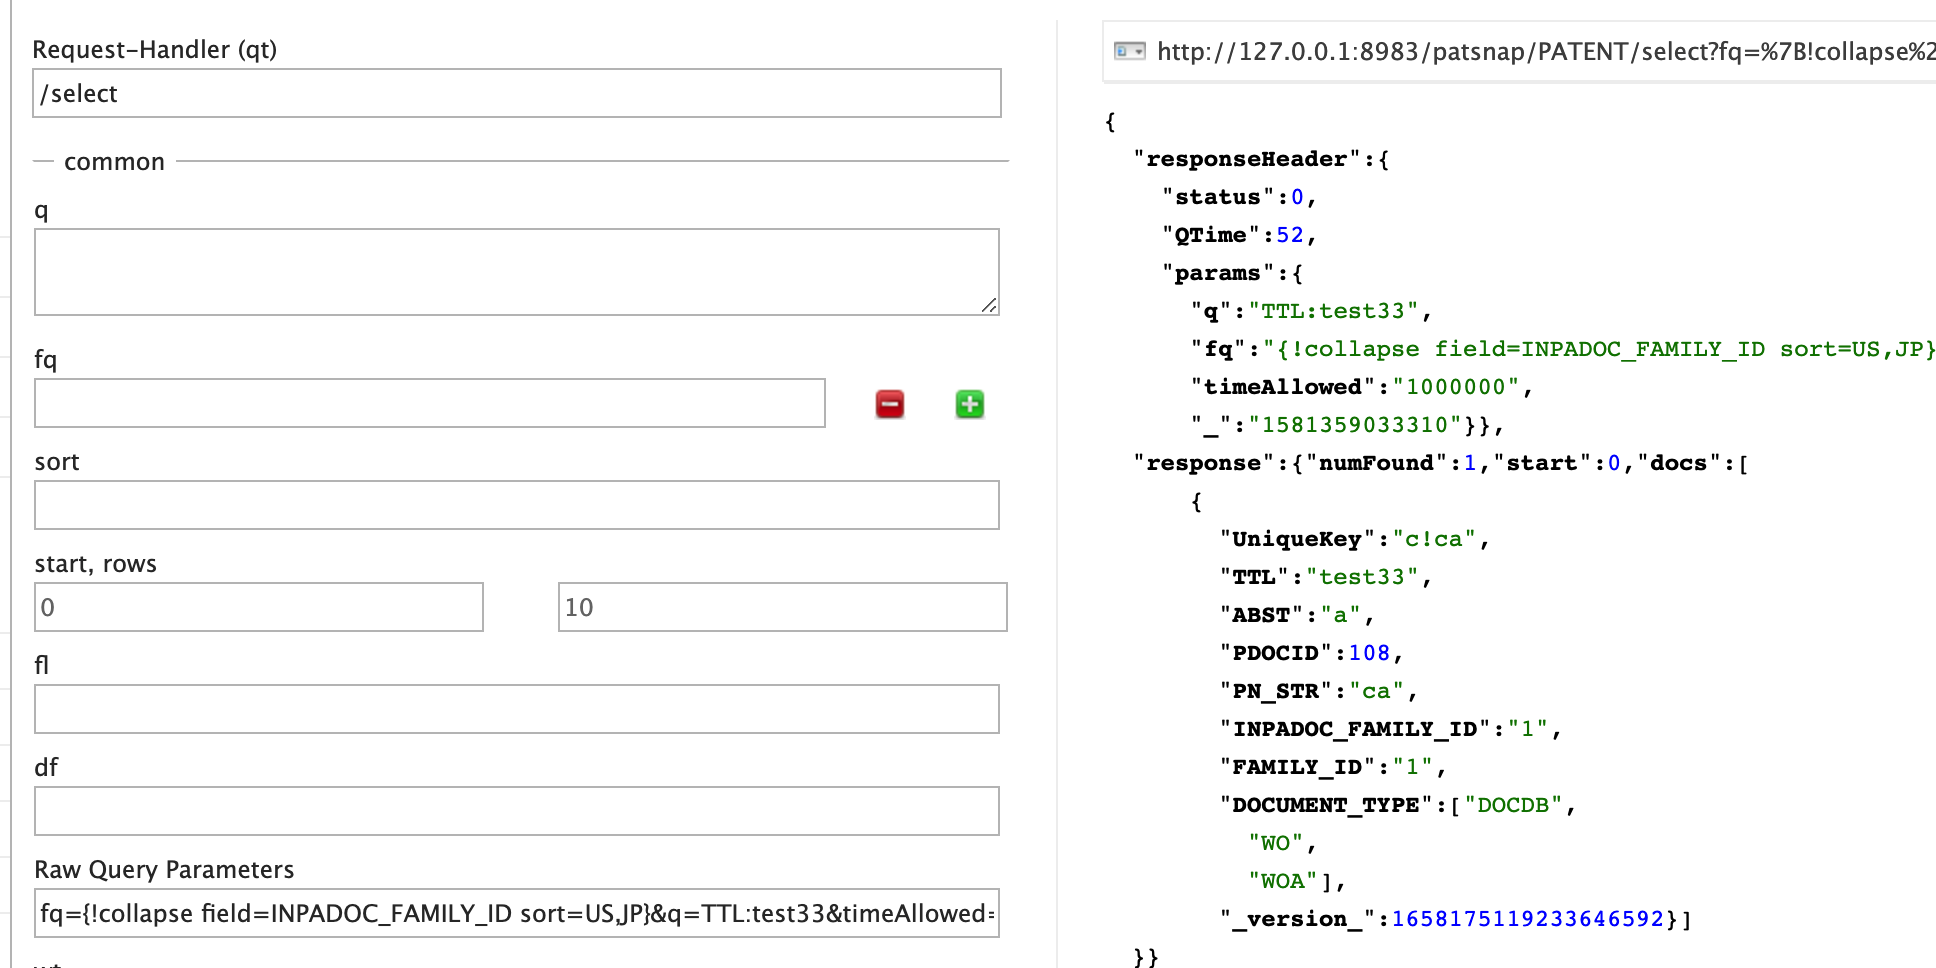 Request-Handler (qt)
/select
common
q
fq
sort
start, rows
0 10
fl
df
Raw Query Parameters
fq={!collapse field=INPADOC_FAMILY_ID sort=US,JP}&q=TTL:test33&timeAllowed=
http://127.0.0.1:8983/patsnap/PATENT/select?fq=%7B!collapse%2
{
"responseHeader":{
"status":0,
"QTime":52,
"params":{
"q":"TTL:test33",
"fq":"{!collapse field=INPADOC_FAMILY_ID sort=US,JP}
"timeAllowed":"1000000",
"_":"1581359033310"}},
"response":{"numFound":1,"start":0,"docs":[
{
"UniqueKey":"c!ca",
"TTL":"test33",
"ABST":"a",
"PDOCID":108,
"PN_STR":"ca",
"INPADOC_FAMILY_ID":"1",
"FAMILY_ID":"1",
"DOCUMENT_TYPE":["DOCDB",
"WO",
"WOA"],
"_version_":1658175119233646592}]
}}